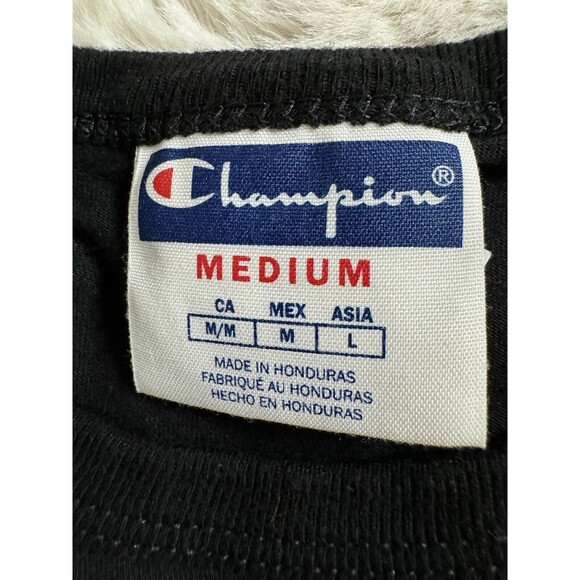 Champion®
MEDIUM
CA MEX ASIA
M/M M L
MADE IN HONDURAS
FABRIQUÉ AU HONDURAS
HECHO EN HONDURAS